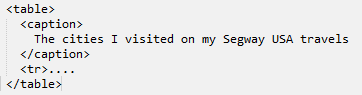 <table>
<caption>
The cities I visited on my Segway USA travels
</caption>
<tr>....
</table>